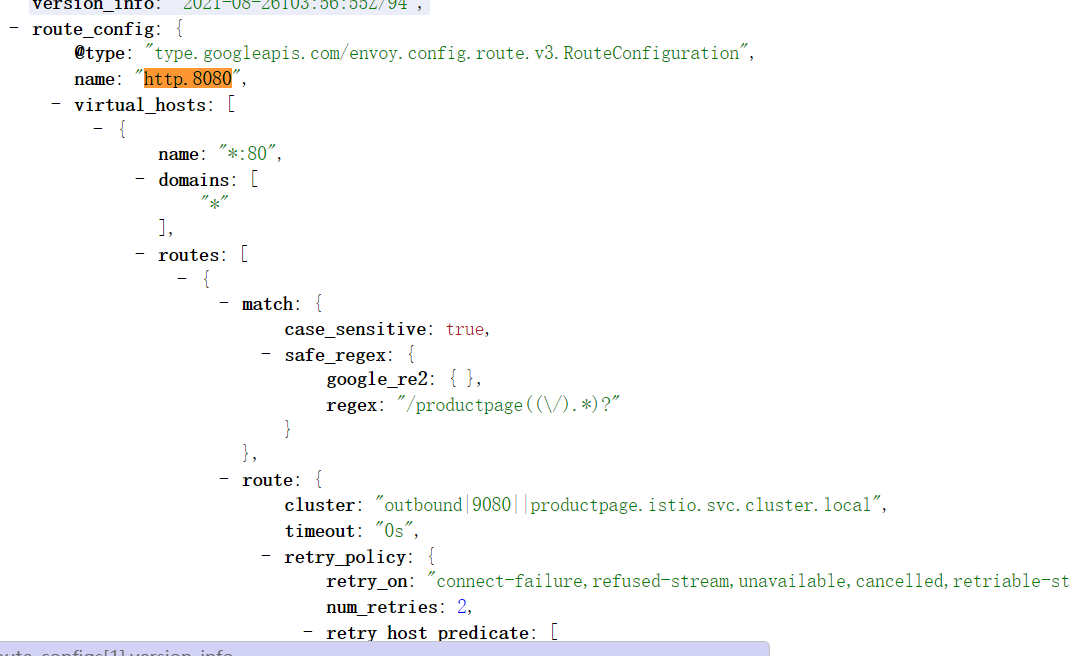 version_info: "2021-08-26T03:56:55Z/94",
- route_config: {
@type: "type.googleapis.com/envoy.config.route.v3.RouteConfiguration",
name: "http.8080",
- virtual_hosts: [
- {
name: "*:80",
- domains: [
"*"
],
- routes: [
- {
- match: {
case_sensitive: true,
- safe_regex: {
google_re2: { },
regex: "/productpage((\/).*)?"
}
},
- route: {
cluster: "outbound|9080||productpage.istio.svc.cluster.local",
timeout: "0s",
- retry_policy: {
retry_on: "connect-failure,refused-stream,unavailable,cancelled,retriable-st
num_retries: 2,
- retry_host_predicate: [
oute_configs[1].version_info